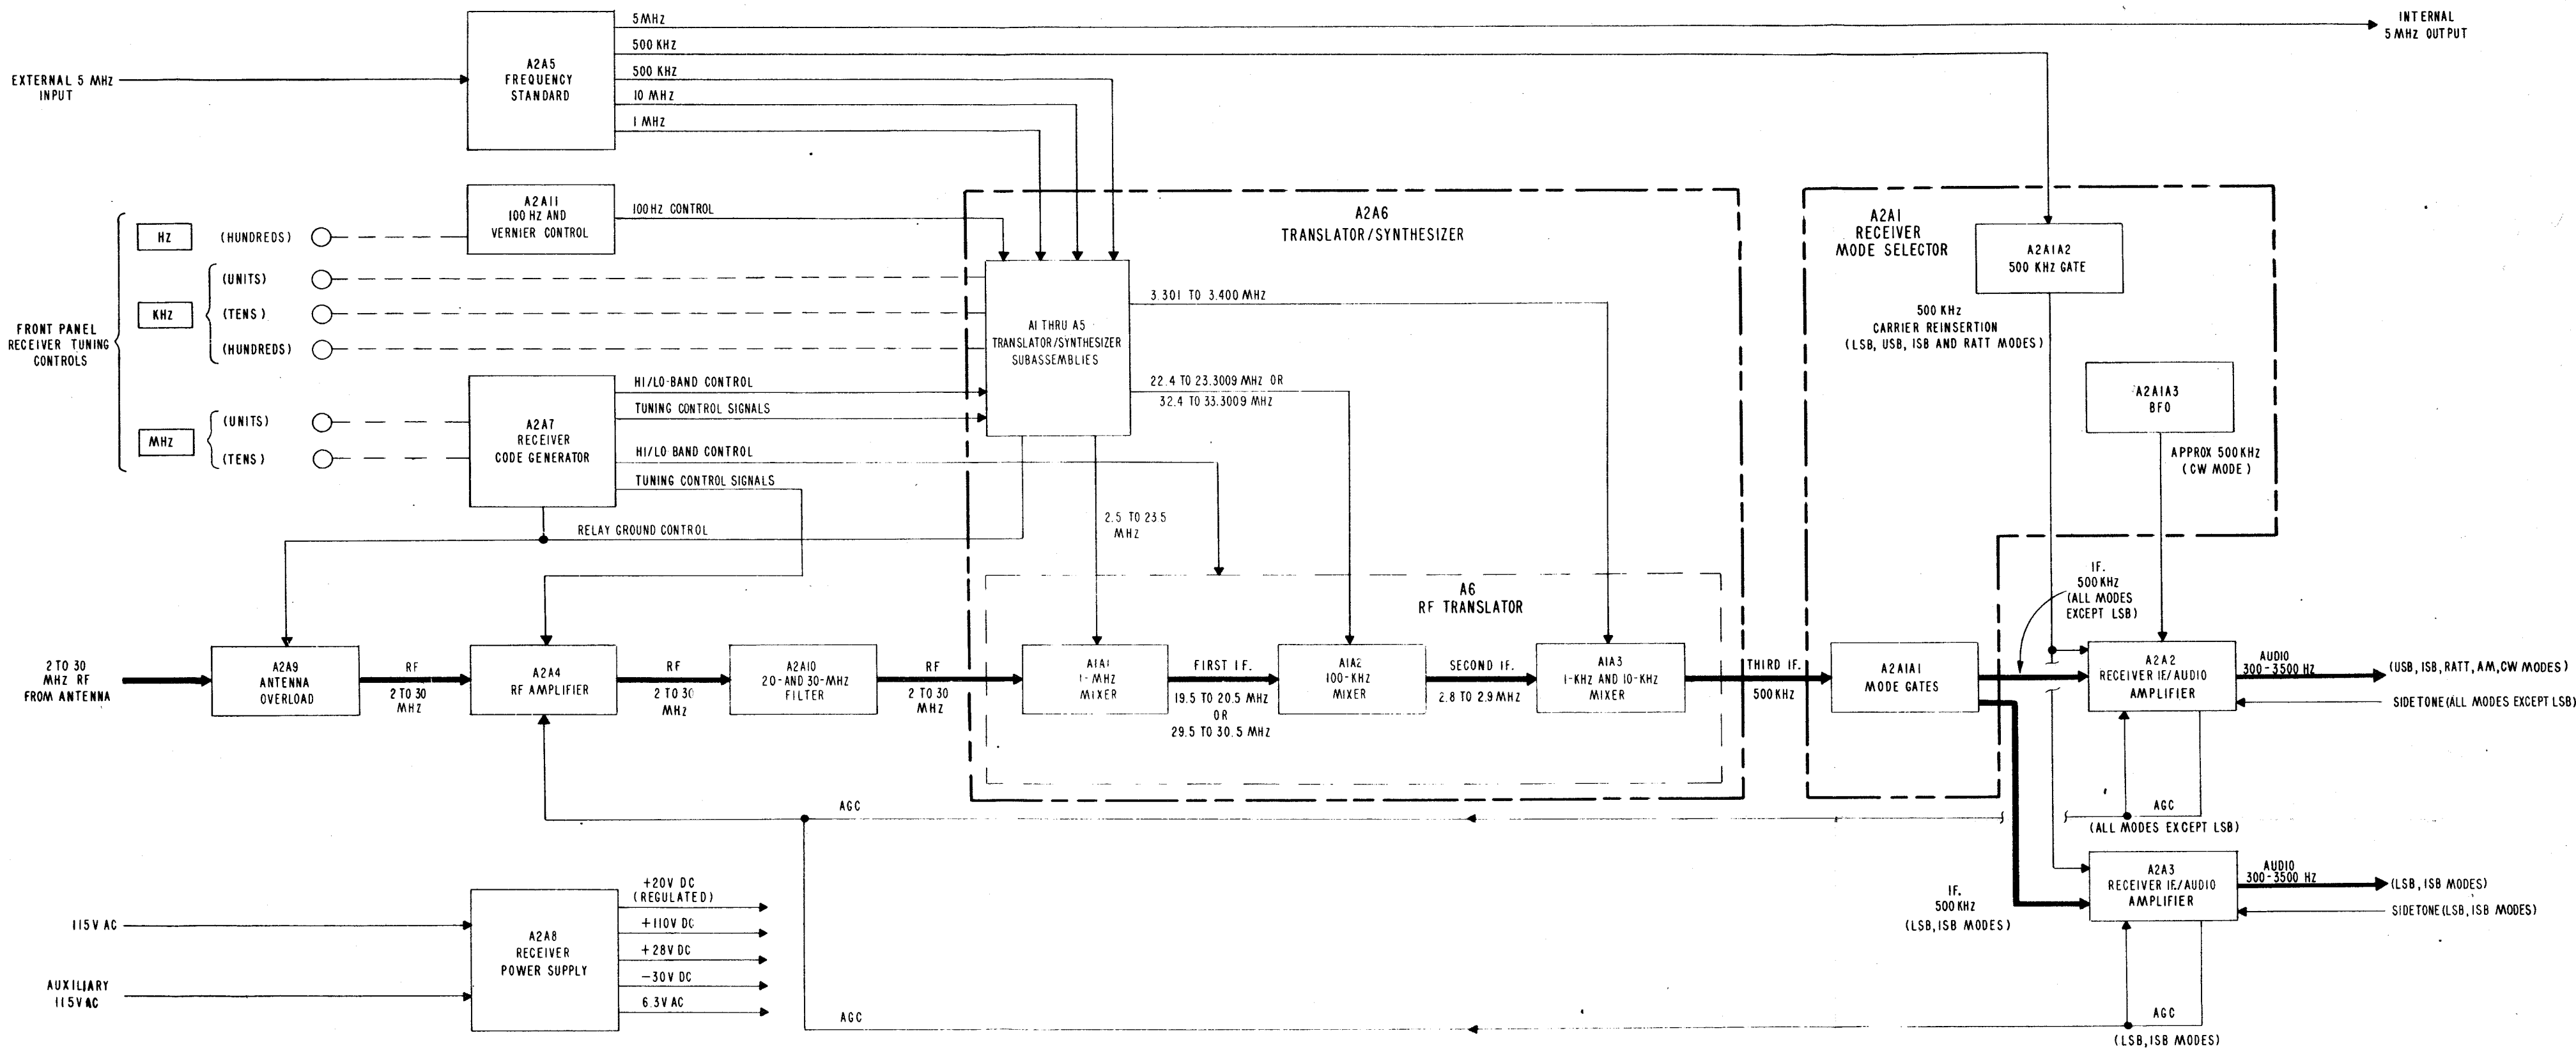 5MHz
INTERNAL
5 MHz OUTPUT
500 KHz
A2A5
FREQUENCY
STANDARD
500 KHz
EXTERNAL 5 MHz
INPUT
10 MHz
1 MHz
A2A11
100 HZ AND
VERNIER CONTROL
100HZ CONTROL
HZ
(HUNDREDS)
(UNITS)
KHz
(TENS)
(HUNDREDS)
FRONT PANEL
RECEIVER TUNING
CONTROLS
MHz
(UNITS)
(TENS)
A2A7
RECEIVER
CODE GENERATOR
HI/LO-BAND CONTROL
TUNING CONTROL SIGNALS
HI/LO BAND CONTROL
TUNING CONTROL SIGNALS
RELAY GROUND CONTROL
A2A6
TRANSLATOR/SYNTHESIZER
A1 THRU A5
TRANSLATOR/SYNTHESIZER
SUBASSEMBLIES
3.301 TO 3.400 MHz
22.4 TO 23.3009 MHz OR
32.4 TO 33.3009 MHz
2.5 TO 23.5
MHz
A2A1
RECEIVER
MODE SELECTOR
A2A1A2
500 KHz GATE
500 KHz
CARRIER REINSERTION
(LSB, USB, ISB AND RATT MODES)
A2A1A3
BFO
APPROX 500KHz
(CW MODE)
IF.
500KHz
(ALL MODES
EXCEPT LSB)
A6
RF TRANSLATOR
2 TO 30
MHz RF
FROM ANTENNA
A2A9
ANTENNA
OVERLOAD
RF
2 TO 30
MHz
A2A4
RF AMPLIFIER
RF
2 TO 30
MHz
A2A10
20-AND 30-MHz
FILTER
RF
2 TO 30
MHz
A1A1
1-MHz
MIXER
FIRST IF.
19.5 TO 20.5 MHz
OR
29.5 TO 30.5 MHz
A1A2
100-KHz
MIXER
SECOND IF.
2.8 TO 2.9MHz
A1A3
1-KHz AND 10-KHz
MIXER
THIRD IF.
500KHz
A2A1A1
MODE GATES
A2A2
RECEIVER IF/AUDIO
AMPLIFIER
AUDIO
300-3500 HZ
(USB, ISB, RATT, AM, CW MODES)
SIDETONE(ALL MODES EXCEPT LSB)
AGC
AGC
(ALL MODES EXCEPT LSB)
A2A3
RECEIVER IF/AUDIO
AMPLIFIER
AUDIO
300-3500 HZ
(LSB, ISB MODES)
SIDETONE(LSB, ISB MODES)
IF.
500KHz
(LSB,ISB MODES)
115V AC
AUXILIARY
115VAC
A2A8
RECEIVER
POWER SUPPLY
+20V DC
(REGULATED)
+110V DC
+28V DC
-30V DC
6.3V AC
AGC
AGC
(LSB,ISB MODES)